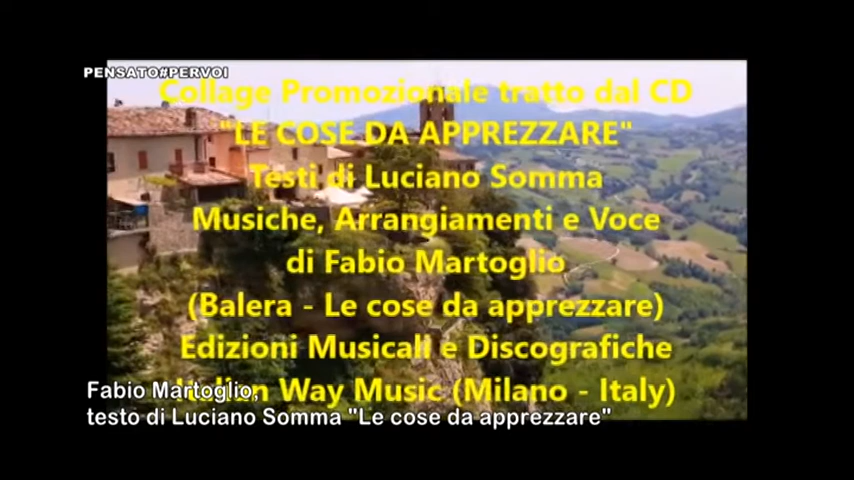 PENSATO#PERVOI
Collage Promozionale tratto dal CD
"LE COSE DA APPREZZARE"
Testi di Luciano Somma
Musiche, Arrangiamenti e Voce
di Fabio Martoglio
(Balera - Le cose da apprezzare)
Edizioni Musicali e Discografiche
Italian Way Music (Milano - Italy)
Fabio Martoglio,
testo di Luciano Somma "Le cose da apprezzare"